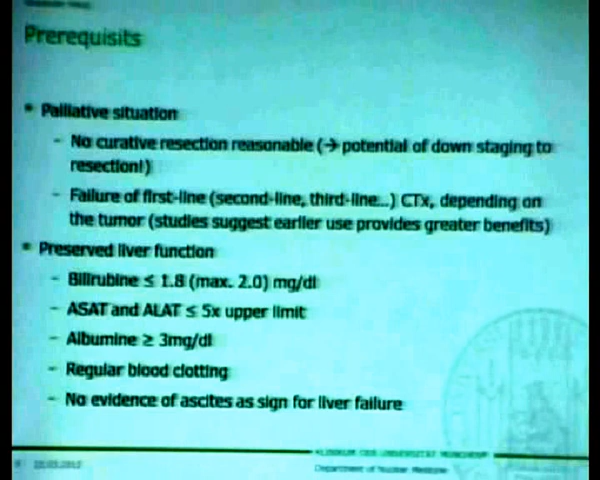 Prerequisits
• Palliative situation
– No curative resection reasonable (→ potential of down staging to
resection!)
– Failure of first-line (second-line, third-line...) CTx, depending on
the tumor (studies suggest earlier use provides greater benefits)
• Preserved liver function
– Bilirubine ≤ 1.8 (max. 2.0) mg/dl
– ASAT and ALAT ≤ 5x upper limit
– Albumine ≥ 3mg/dl
– Regular blood clotting
– No evidence of ascites as sign for liver failure
KLINIKUM DER UNIVERSITÄT MÜNCHEN
Department of Nuclear Medicine